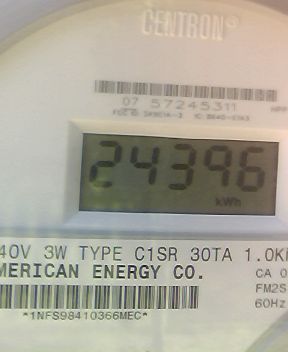 CENTRON®
07 57245311
24396
kWh
40V 3W TYPE C1SR 30TA 1.0K
MERICAN ENERGY CO.
CA 0
FM2S
60Hz
*1NFS98410366MEC*